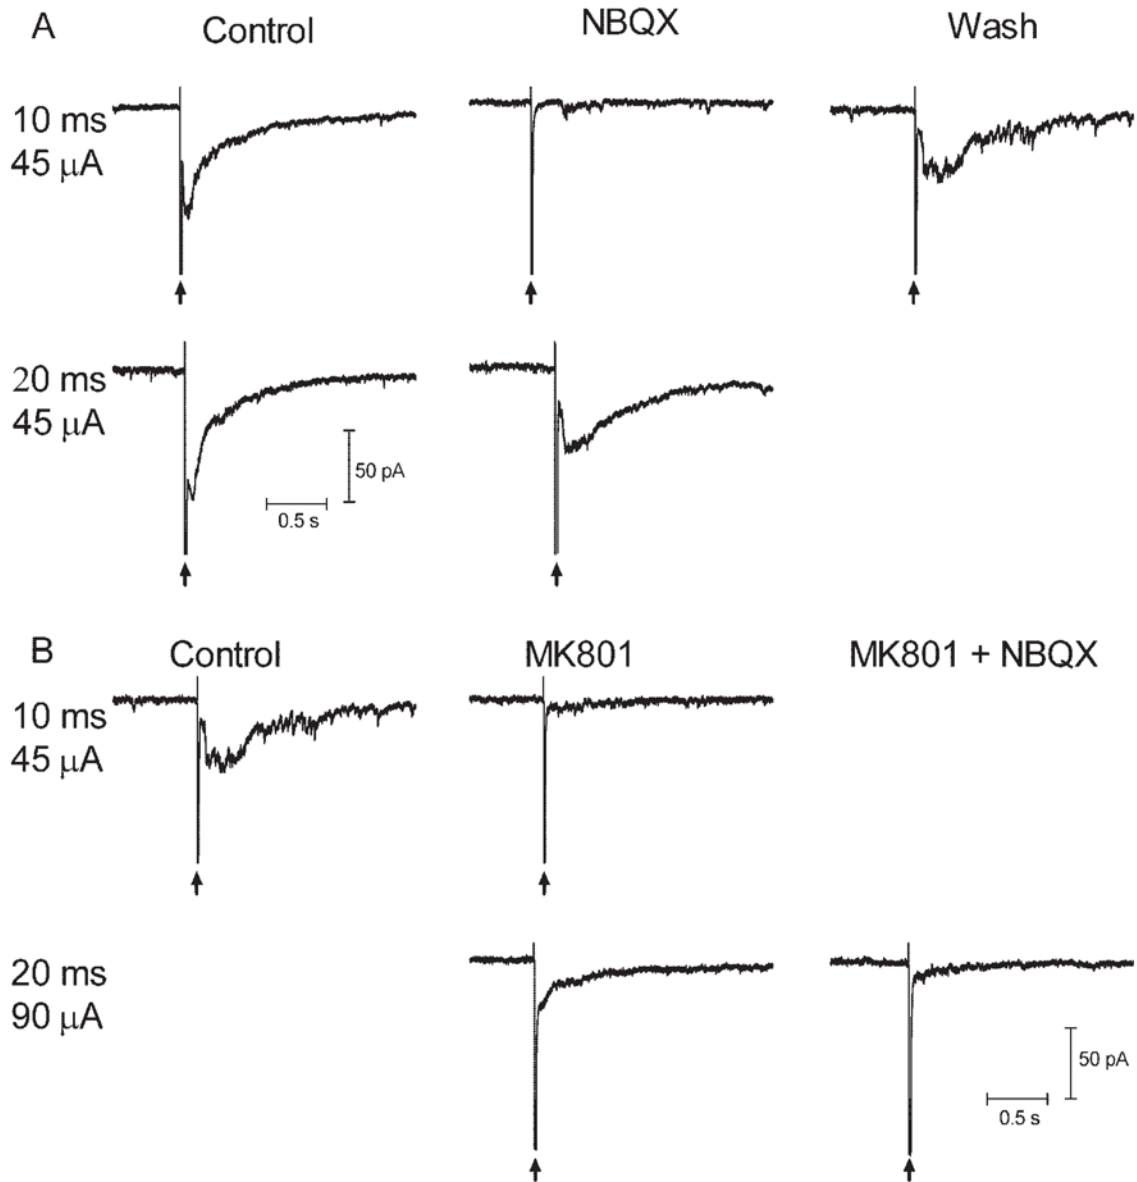 A
Control
NBQX
Wash
10 ms
45 μA
20 ms
45 μA
50 pA
0.5 s
B
Control
MK801
MK801 + NBQX
10 ms
45 μA
20 ms
90 μA
50 pA
0.5 s